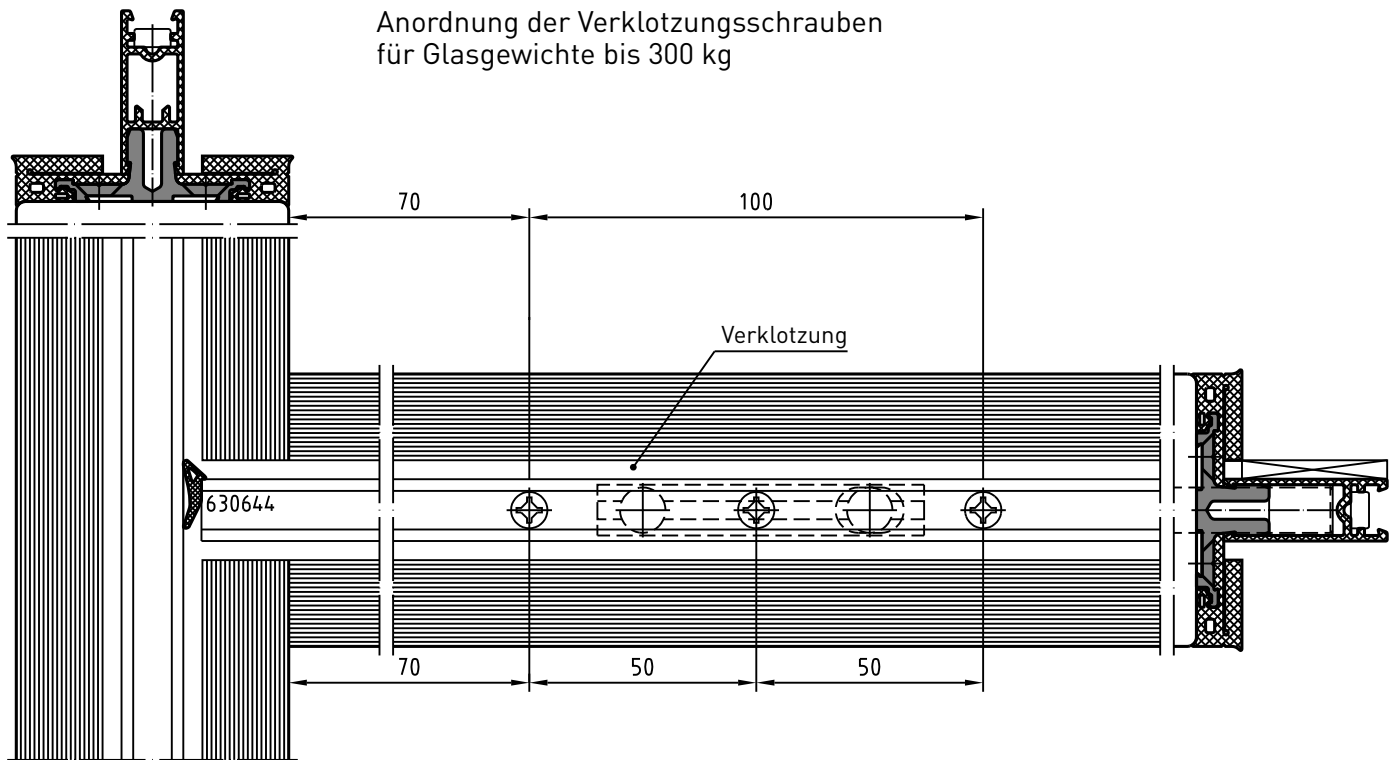 Anordnung der Verklotzungsschrauben
für Glasgewichte bis 300 kg
70
100
Verklotzung
630644
70
50
50